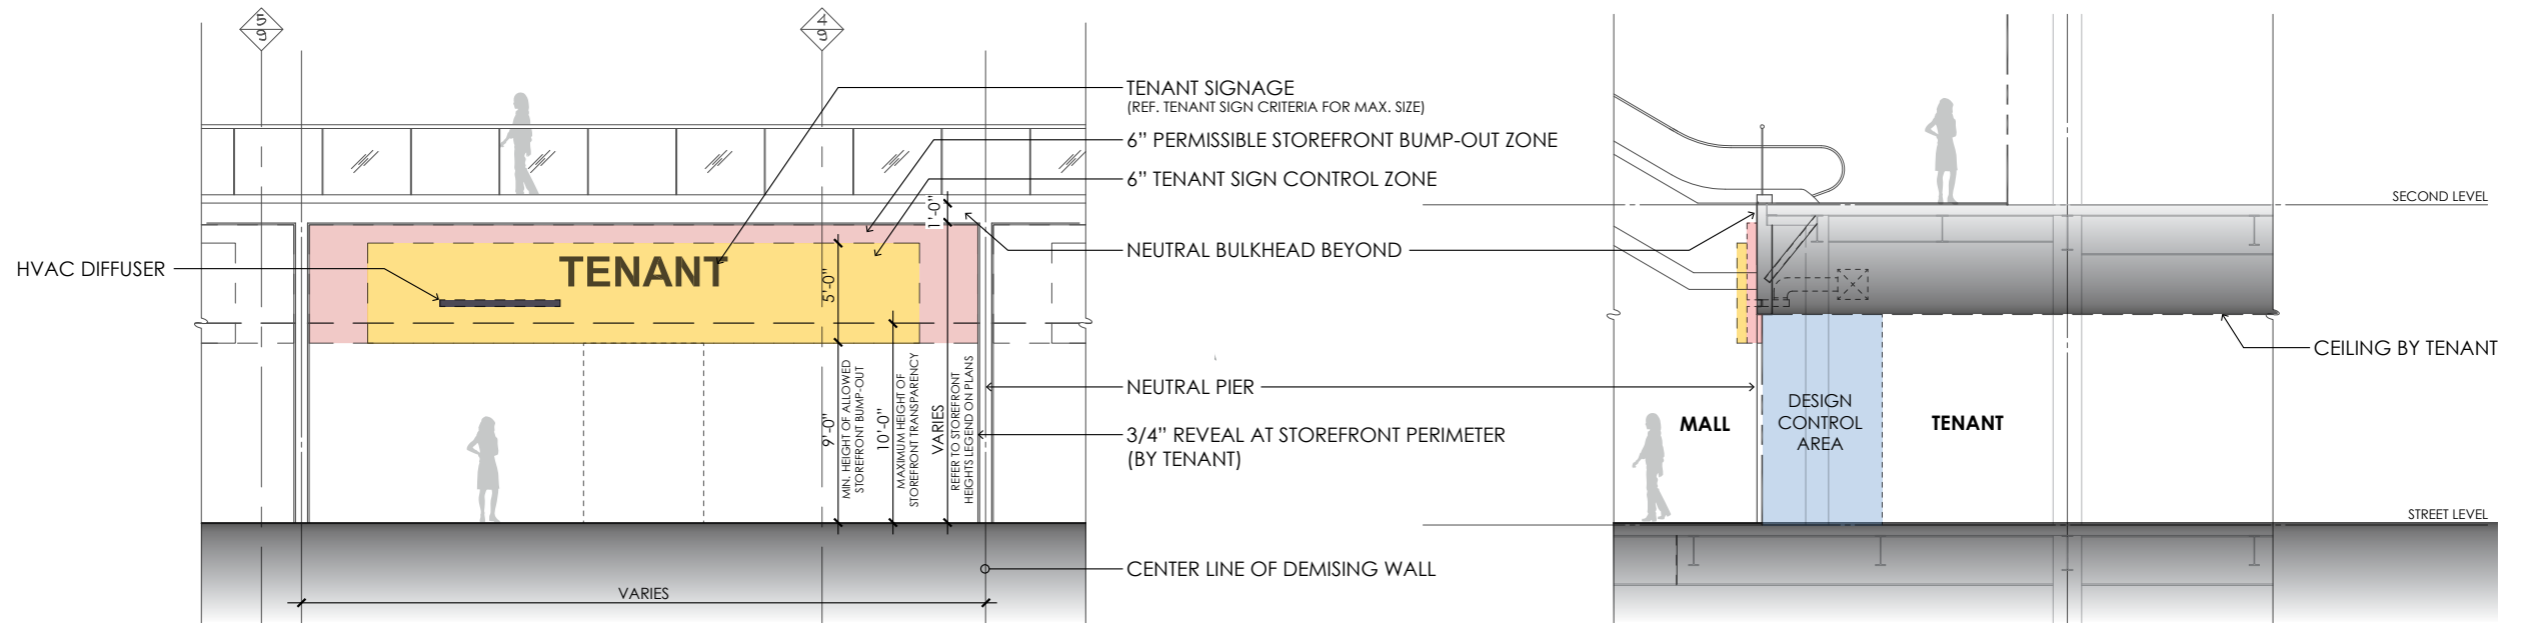 5
9
4
9
TENANT SIGNAGE
(REF. TENANT SIGN CRITERIA FOR MAX. SIZE)
6” PERMISSIBLE STOREFRONT BUMP-OUT ZONE
6” TENANT SIGN CONTROL ZONE
1'-0"
NEUTRAL BULKHEAD BEYOND
HVAC DIFFUSER
TENANT
5'-0"
9'-0"
MIN. HEIGHT OF ALLOWED
STOREFRONT BUMP-OUT
10'-0"
MAXIMUM HEIGHT OF
STOREFRONT TRANSPARENCY
VARIES
REFER TO STOREFRONT
HEIGHTS LEGEND ON PLANS
NEUTRAL PIER
3/4” REVEAL AT STOREFRONT PERIMETER
(BY TENANT)
CENTER LINE OF DEMISING WALL
VARIES
SECOND LEVEL
CEILING BY TENANT
MALL
DESIGN
CONTROL
AREA
TENANT
STREET LEVEL